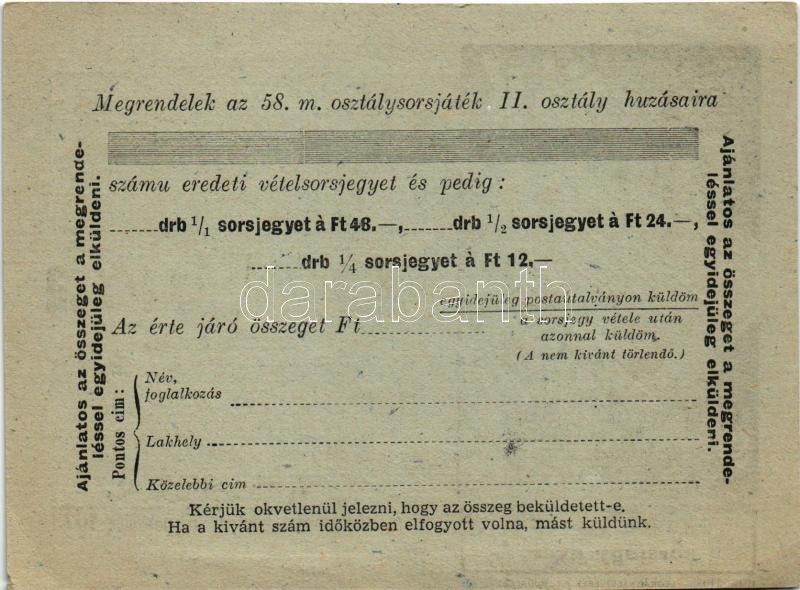 Megrendelek az 58. m. osztálysorsjáték II. osztály huzásaira
számu eredeti vételsorsjegyet és pedig:
drb 1/1 sorsjegyet à Ft 48.—, drb 1/2 sorsjegyet à Ft 24.—,
drb 1/4 sorsjegyet à Ft 12.—
Az érte járó összeget Ft
egyidejüleg postautalványon küldöm
a sorsjegy vétele után
azonnal küldöm.
(A nem kivánt törlendő.)
Pontos cim:
Név,
foglalkozás
Lakhely
Közelebbi cim
Kérjük okvetlenül jelezni, hogy az összeg beküldetett-e.
Ha a kivánt szám időközben elfogyott volna, mást küldünk.
Ajánlatos az összeget a megrende-
léssel egyidejüleg elküldeni.
Ajánlatos az összeget a megrende-
léssel egyidejüleg elküldeni.
darabanth